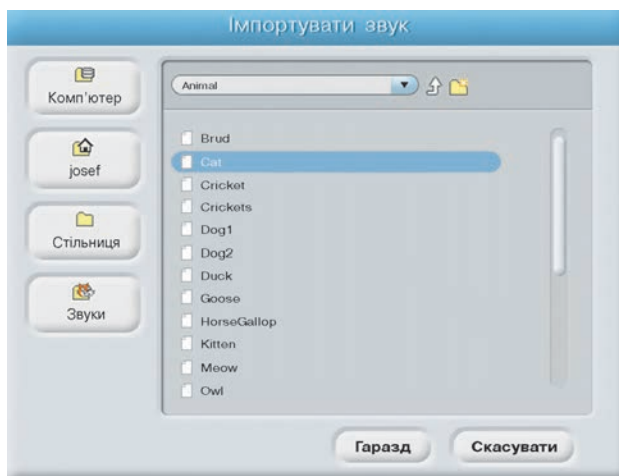 Імпортувати звук
Комп'ютер
josef
Стільниця
Звуки
Animal
Brud
Cat
Cricket
Crickets
Dog1
Dog2
Duck
Goose
HorseGallop
Kitten
Meow
Owl
Гаразд
Скасувати